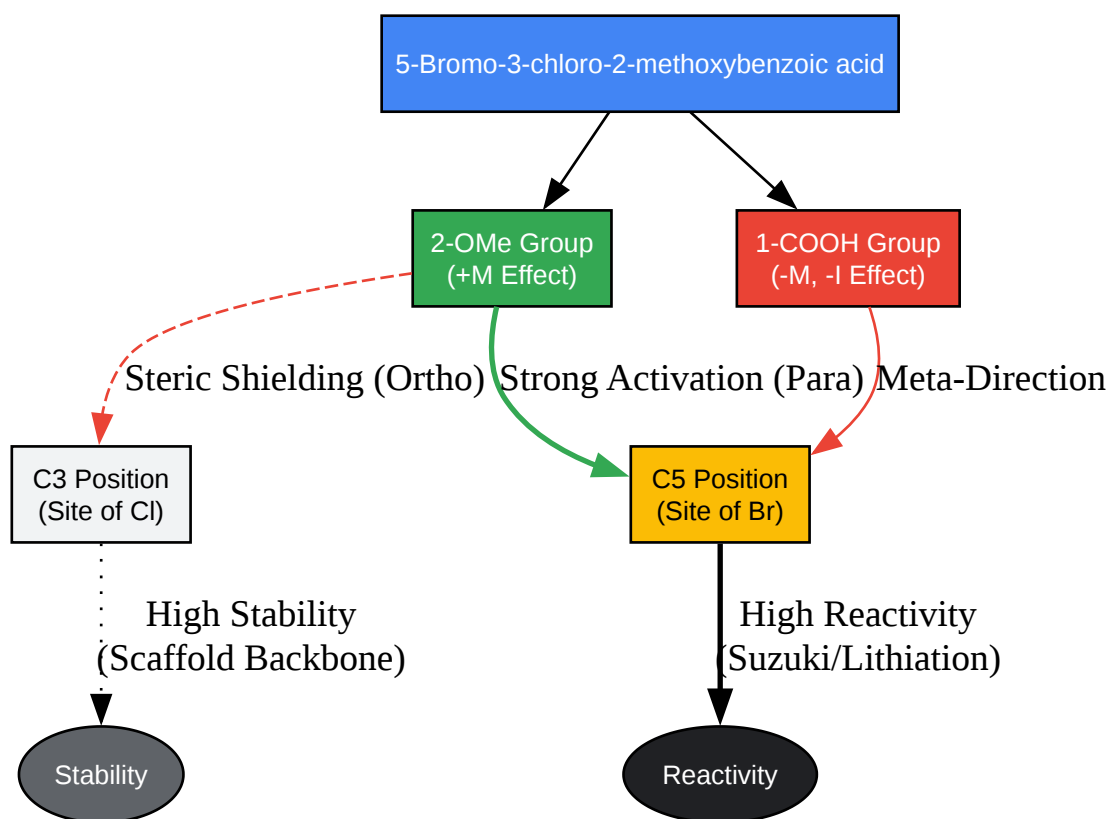 5-Bromo-3-chloro-2-methoxybenzoic acid
2-OMe Group
(+M Effect)
1-COOH Group
(-M, -I Effect)
Steric Shielding (Ortho)
Strong Activation (Para)
Meta-Direction
C3 Position
(Site of Cl)
C5 Position
(Site of Br)
High Stability
(Scaffold Backbone)
High Reactivity
(Suzuki/Lithiation)
Stability
Reactivity